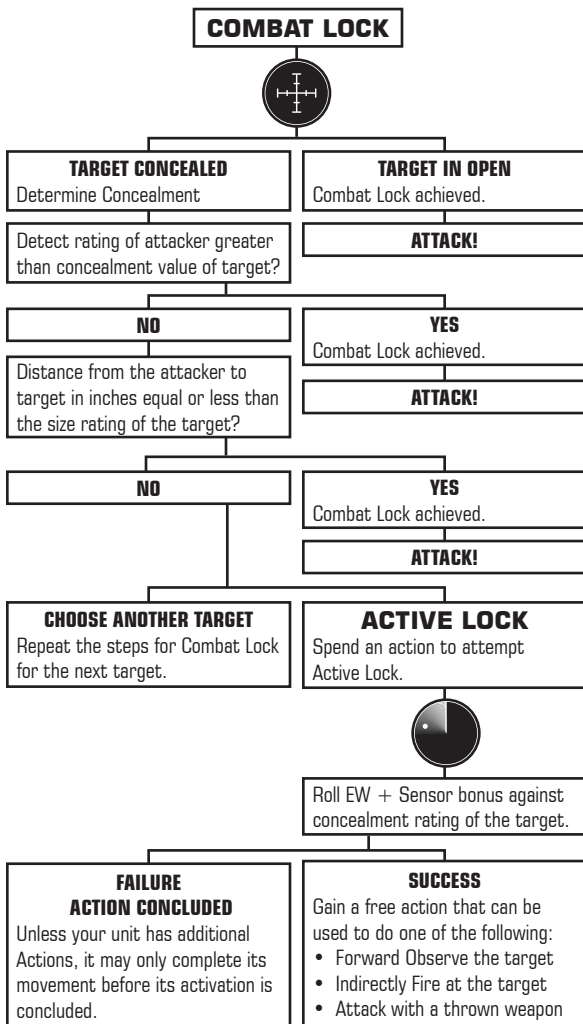 COMBAT LOCK
TARGET CONCEALED
Determine Concealment
TARGET IN OPEN
Combat Lock achieved.
Detect rating of attacker greater
than concealment value of target?
ATTACK!
NO
YES
Combat Lock achieved.
Distance from the attacker to
target in inches equal or less than
the size rating of the target?
ATTACK!
NO
YES
Combat Lock achieved.
ATTACK!
CHOOSE ANOTHER TARGET
Repeat the steps for Combat Lock
for the next target.
ACTIVE LOCK
Spend an action to attempt
Active Lock.
Roll EW + Sensor bonus against
concealment rating of the target.
FAILURE
ACTION CONCLUDED
Unless your unit has additional
Actions, it may only complete its
movement before its activation is
concluded.
SUCCESS
Gain a free action that can be
used to do one of the following:
• Forward Observe the target
• Indirectly Fire at the target
• Attack with a thrown weapon